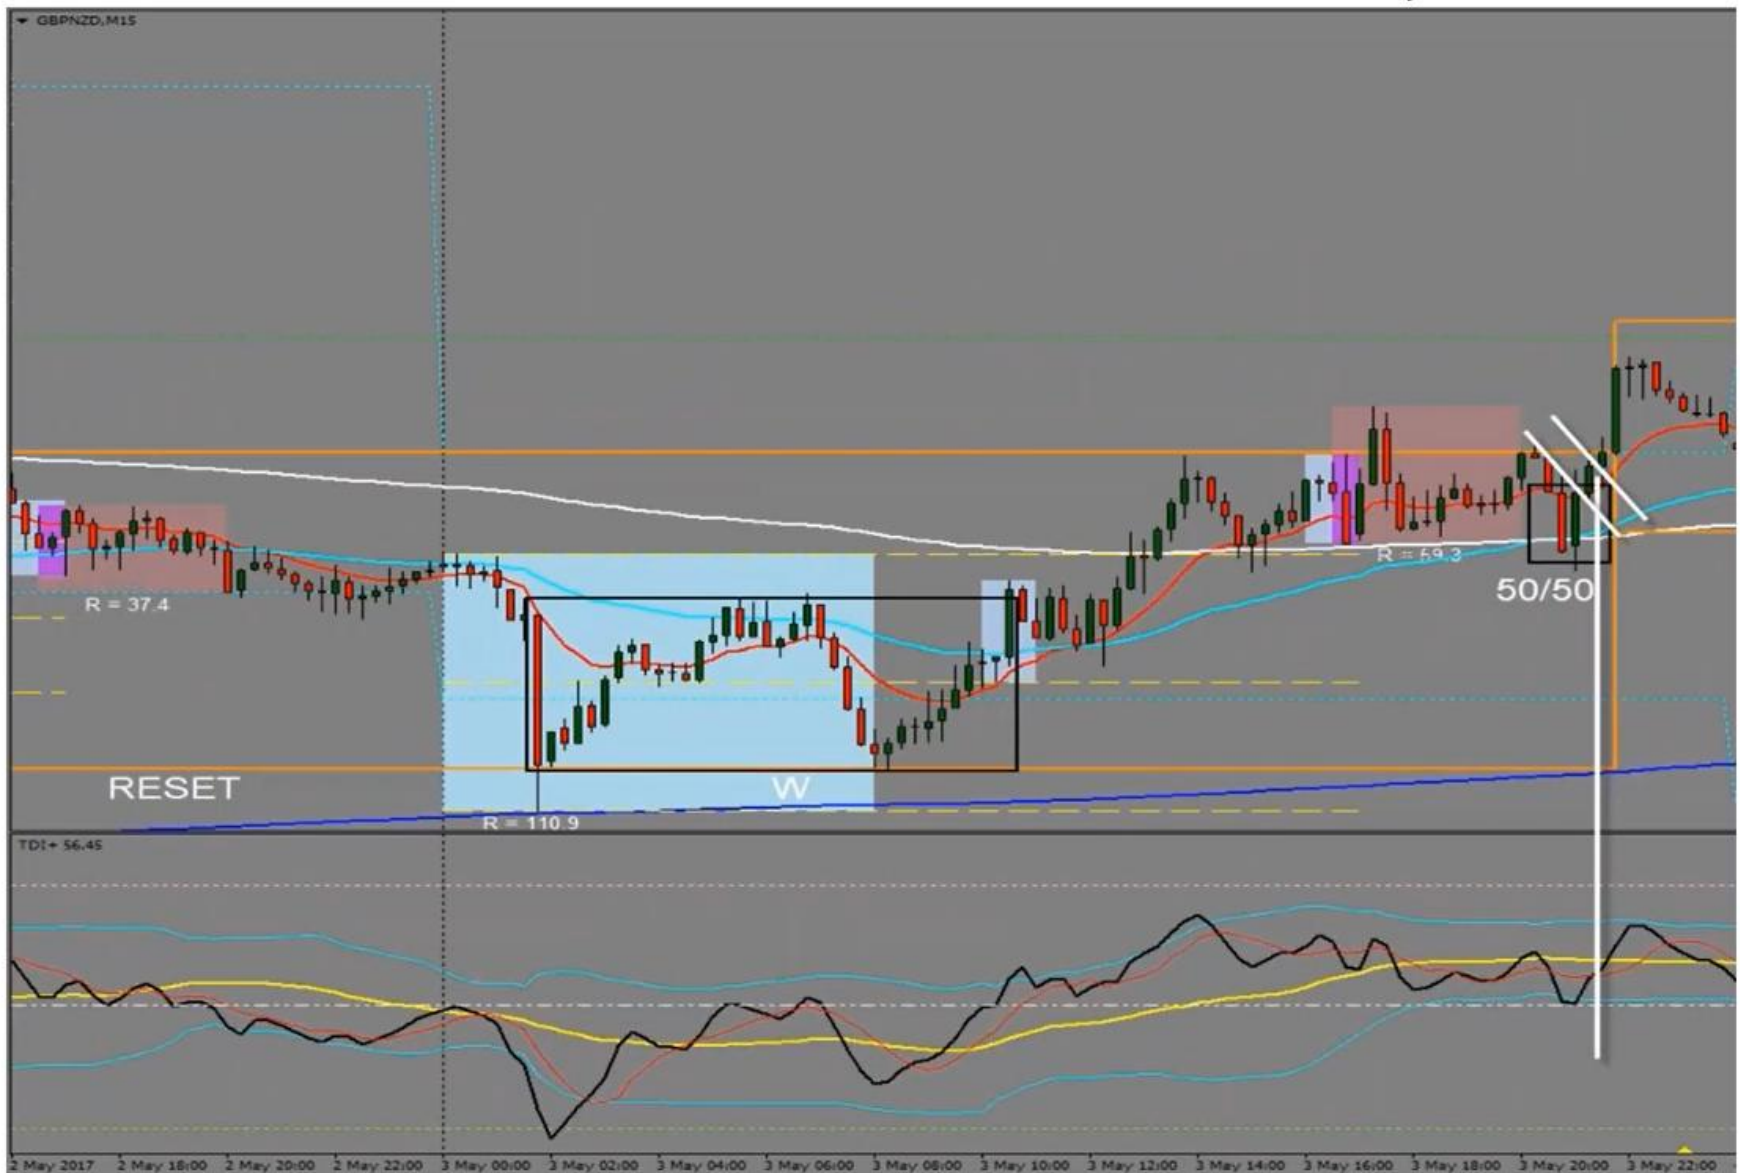 GBPNZD,M15
R = 37.4
R = 59.3
50/50
RESET
W
R = 110.9
TDI+ 56.45
2 May 2017
2 May 18:00
2 May 20:00
2 May 22:00
3 May 00:00
3 May 02:00
3 May 04:00
3 May 06:00
3 May 08:00
3 May 10:00
3 May 12:00
3 May 14:00
3 May 16:00
3 May 18:00
3 May 20:00
3 May 22:00